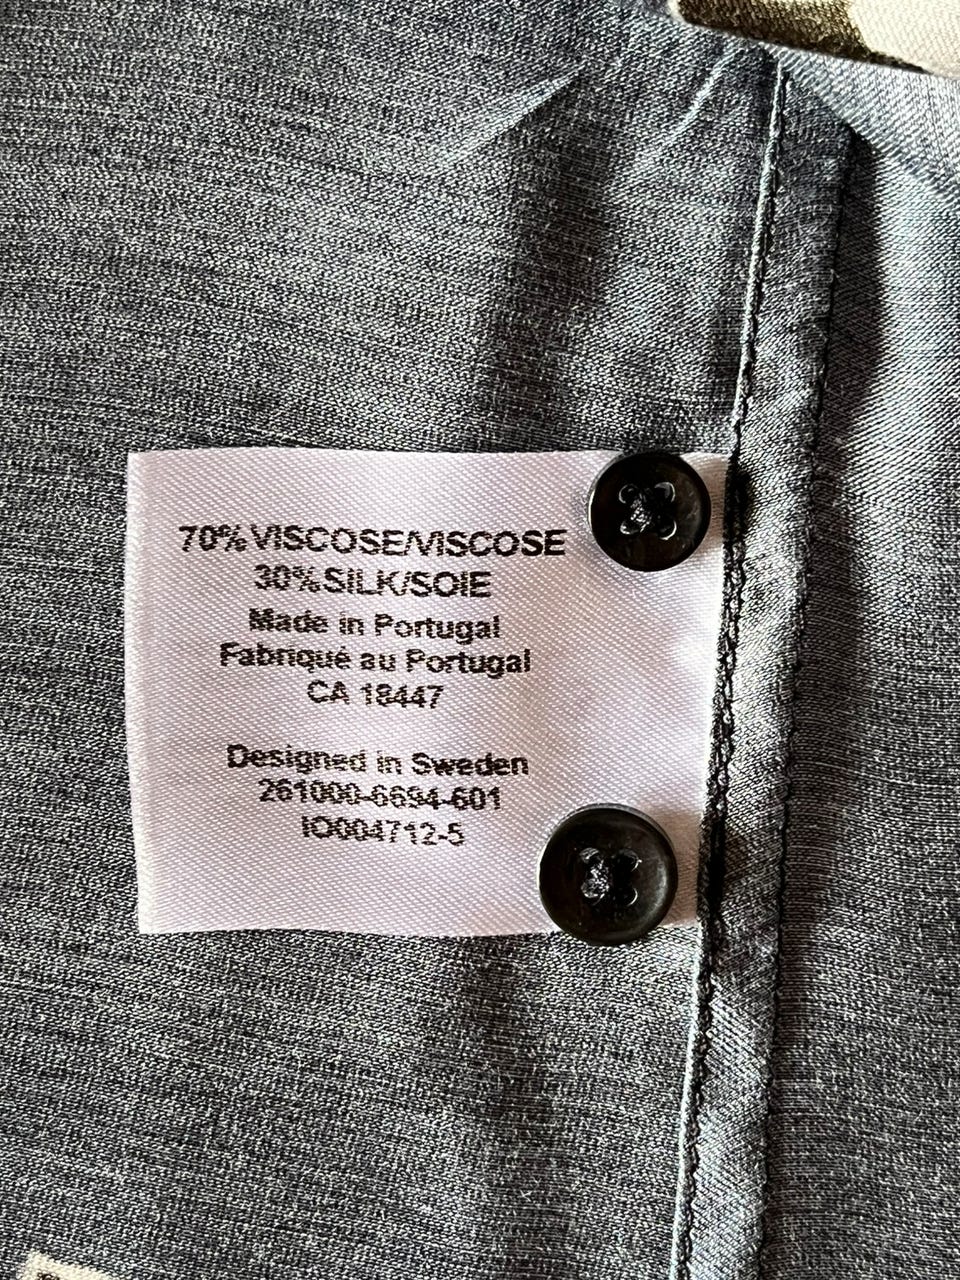 70% VISCOSE/VISCOSE
30% SILK/SOIE
Made in Portugal
Fabriqué au Portugal
CA 18447
Designed in Sweden
261000-6694-601
IO004712-5